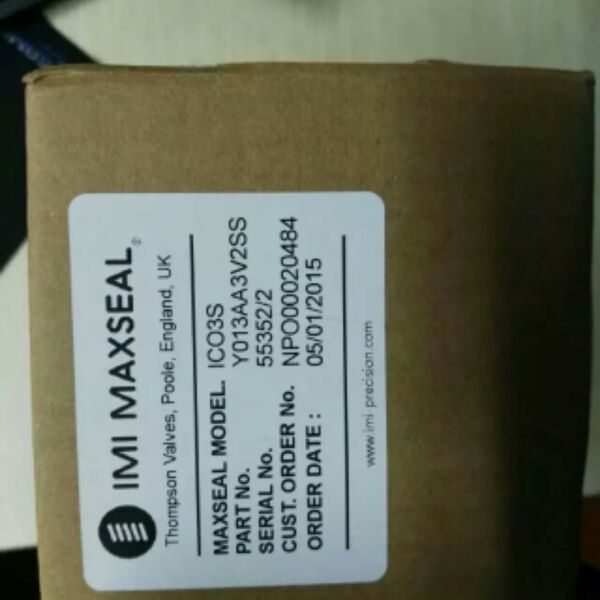 IMI MAXSEAL®
Thompson Valves, Poole, England, UK
MAXSEAL MODEL. ICO3S
PART No. Y013AA3V2SS
SERIAL No. 55352/2
CUST. ORDER No. NPO00020484
ORDER DATE : 05/01/2015
www.imi-precision.com